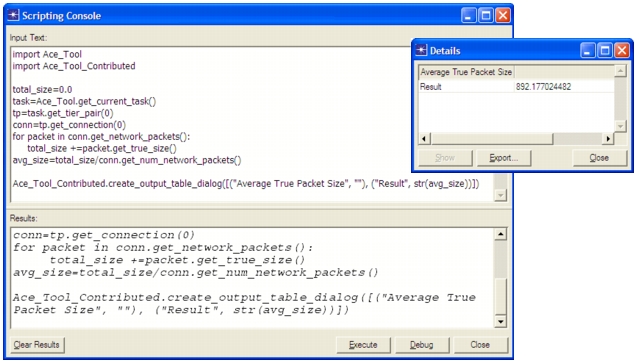 Scripting Console
Input Text:
import Ace_Tool
import Ace_Tool_Contributed
total_size=0.0
task=Ace_Tool.get_current_task()
tp=task.get_tier_pair(0)
conn=tp.get_connection(0)
for packet in conn.get_network_packets():
total_size +=packet.get_true_size()
avg_size=total_size/conn.get_num_network_packets()
Ace_Tool_Contributed.create_output_table_dialog([("Average True Packet Size", ""), ("Result", str(avg_size))])
Results:
conn=tp.get_connection(0)
for packet in conn.get_network_packets():
total_size +=packet.get_true_size()
avg_size=total_size/conn.get_num_network_packets()
Ace_Tool_Contributed.create_output_table_dialog([("Average True
Packet Size", ""), ("Result", str(avg_size))])
Clear Results
Execute
Debug
Close
Details
Average True Packet Size
Result 892.177024482
Show
Export...
Close